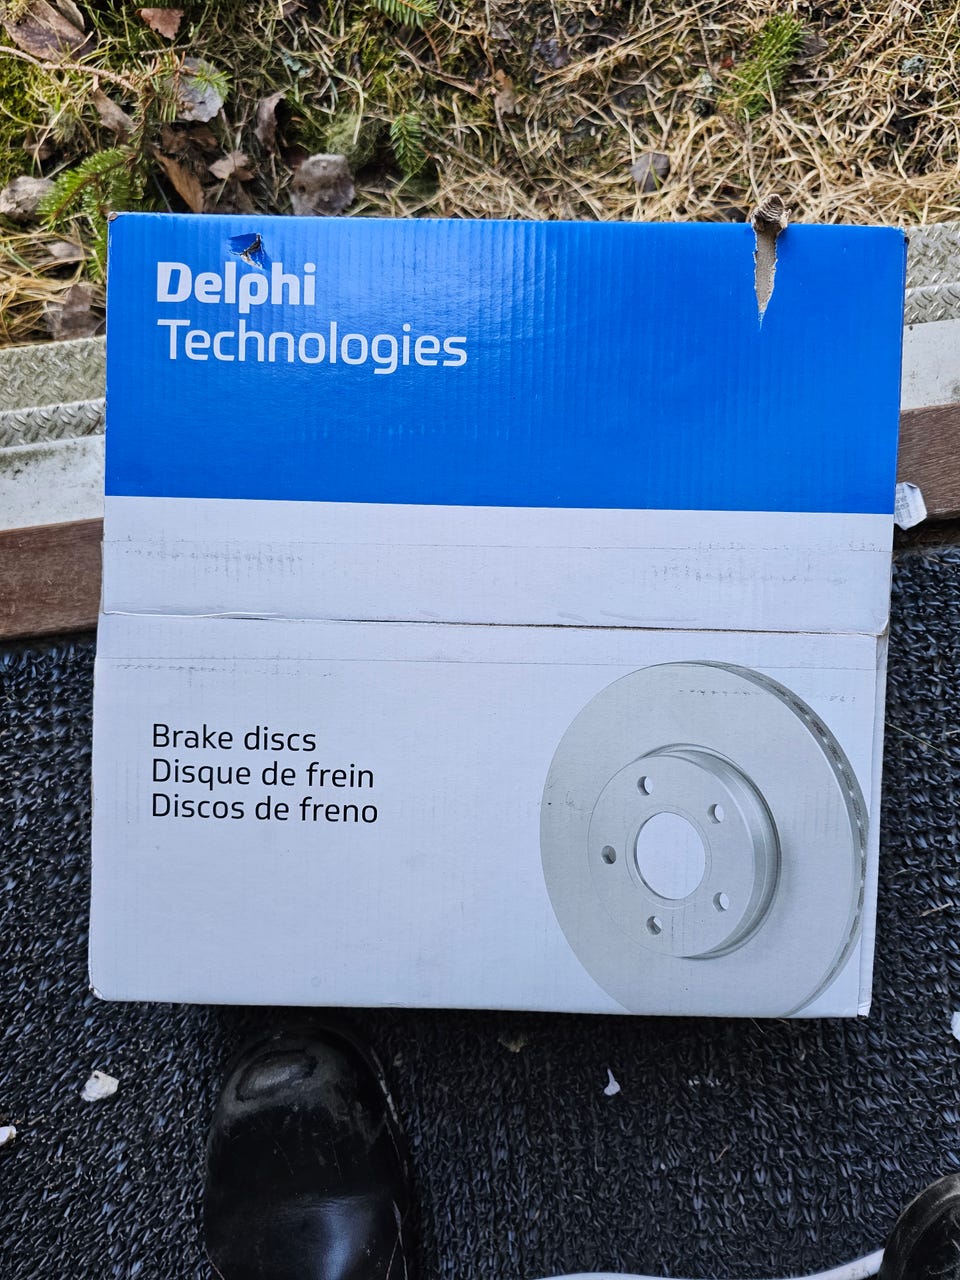 Delphi
Technologies
Brake discs
Disque de frein
Discos de freno